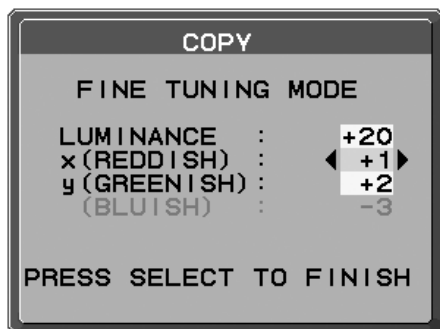 COPY
FINE TUNING MODE
LUMINANCE : +20
x(REDDISH) : +1
y(GREENISH) : +2
(BLUISH) : -3
PRESS SELECT TO FINISH